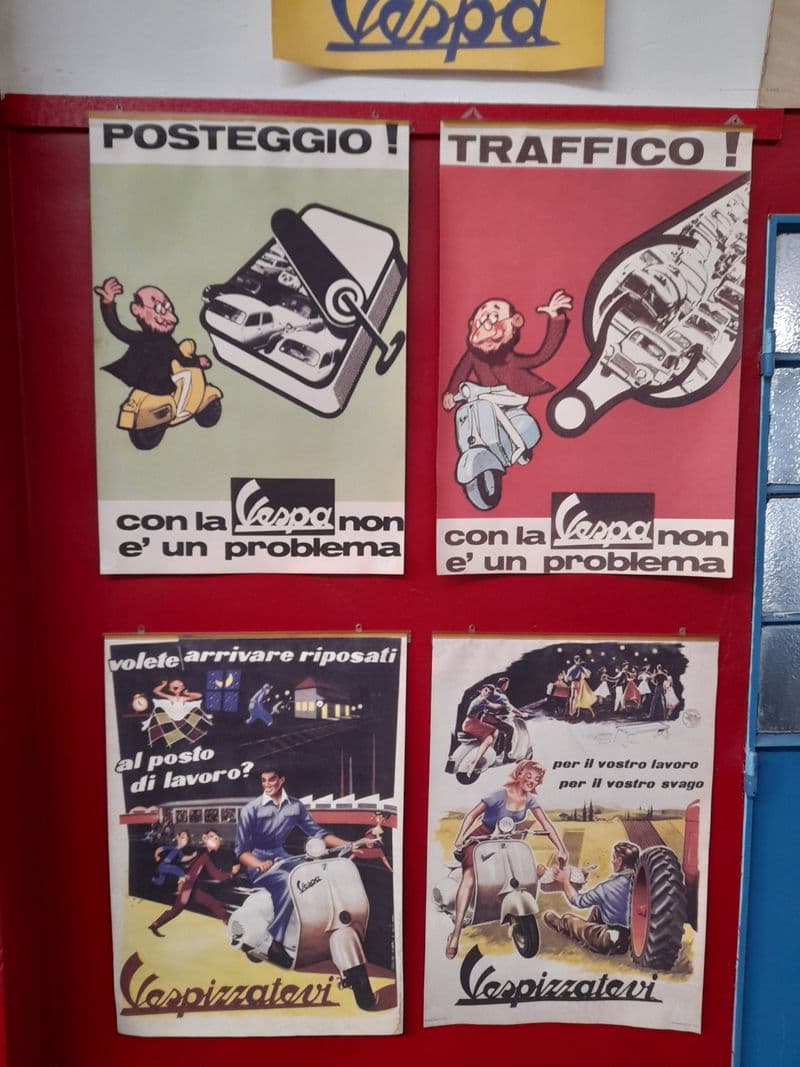 Vespa
POSTEGGIO !
con la Vespa non
e' un problema
TRAFFICO !
con la Vespa non
e' un problema
volete arrivare riposati
al posto
di lavoro?
Vespa
Vespizzatevi
per il vostro lavoro
per il vostro svago
Vespizzatevi